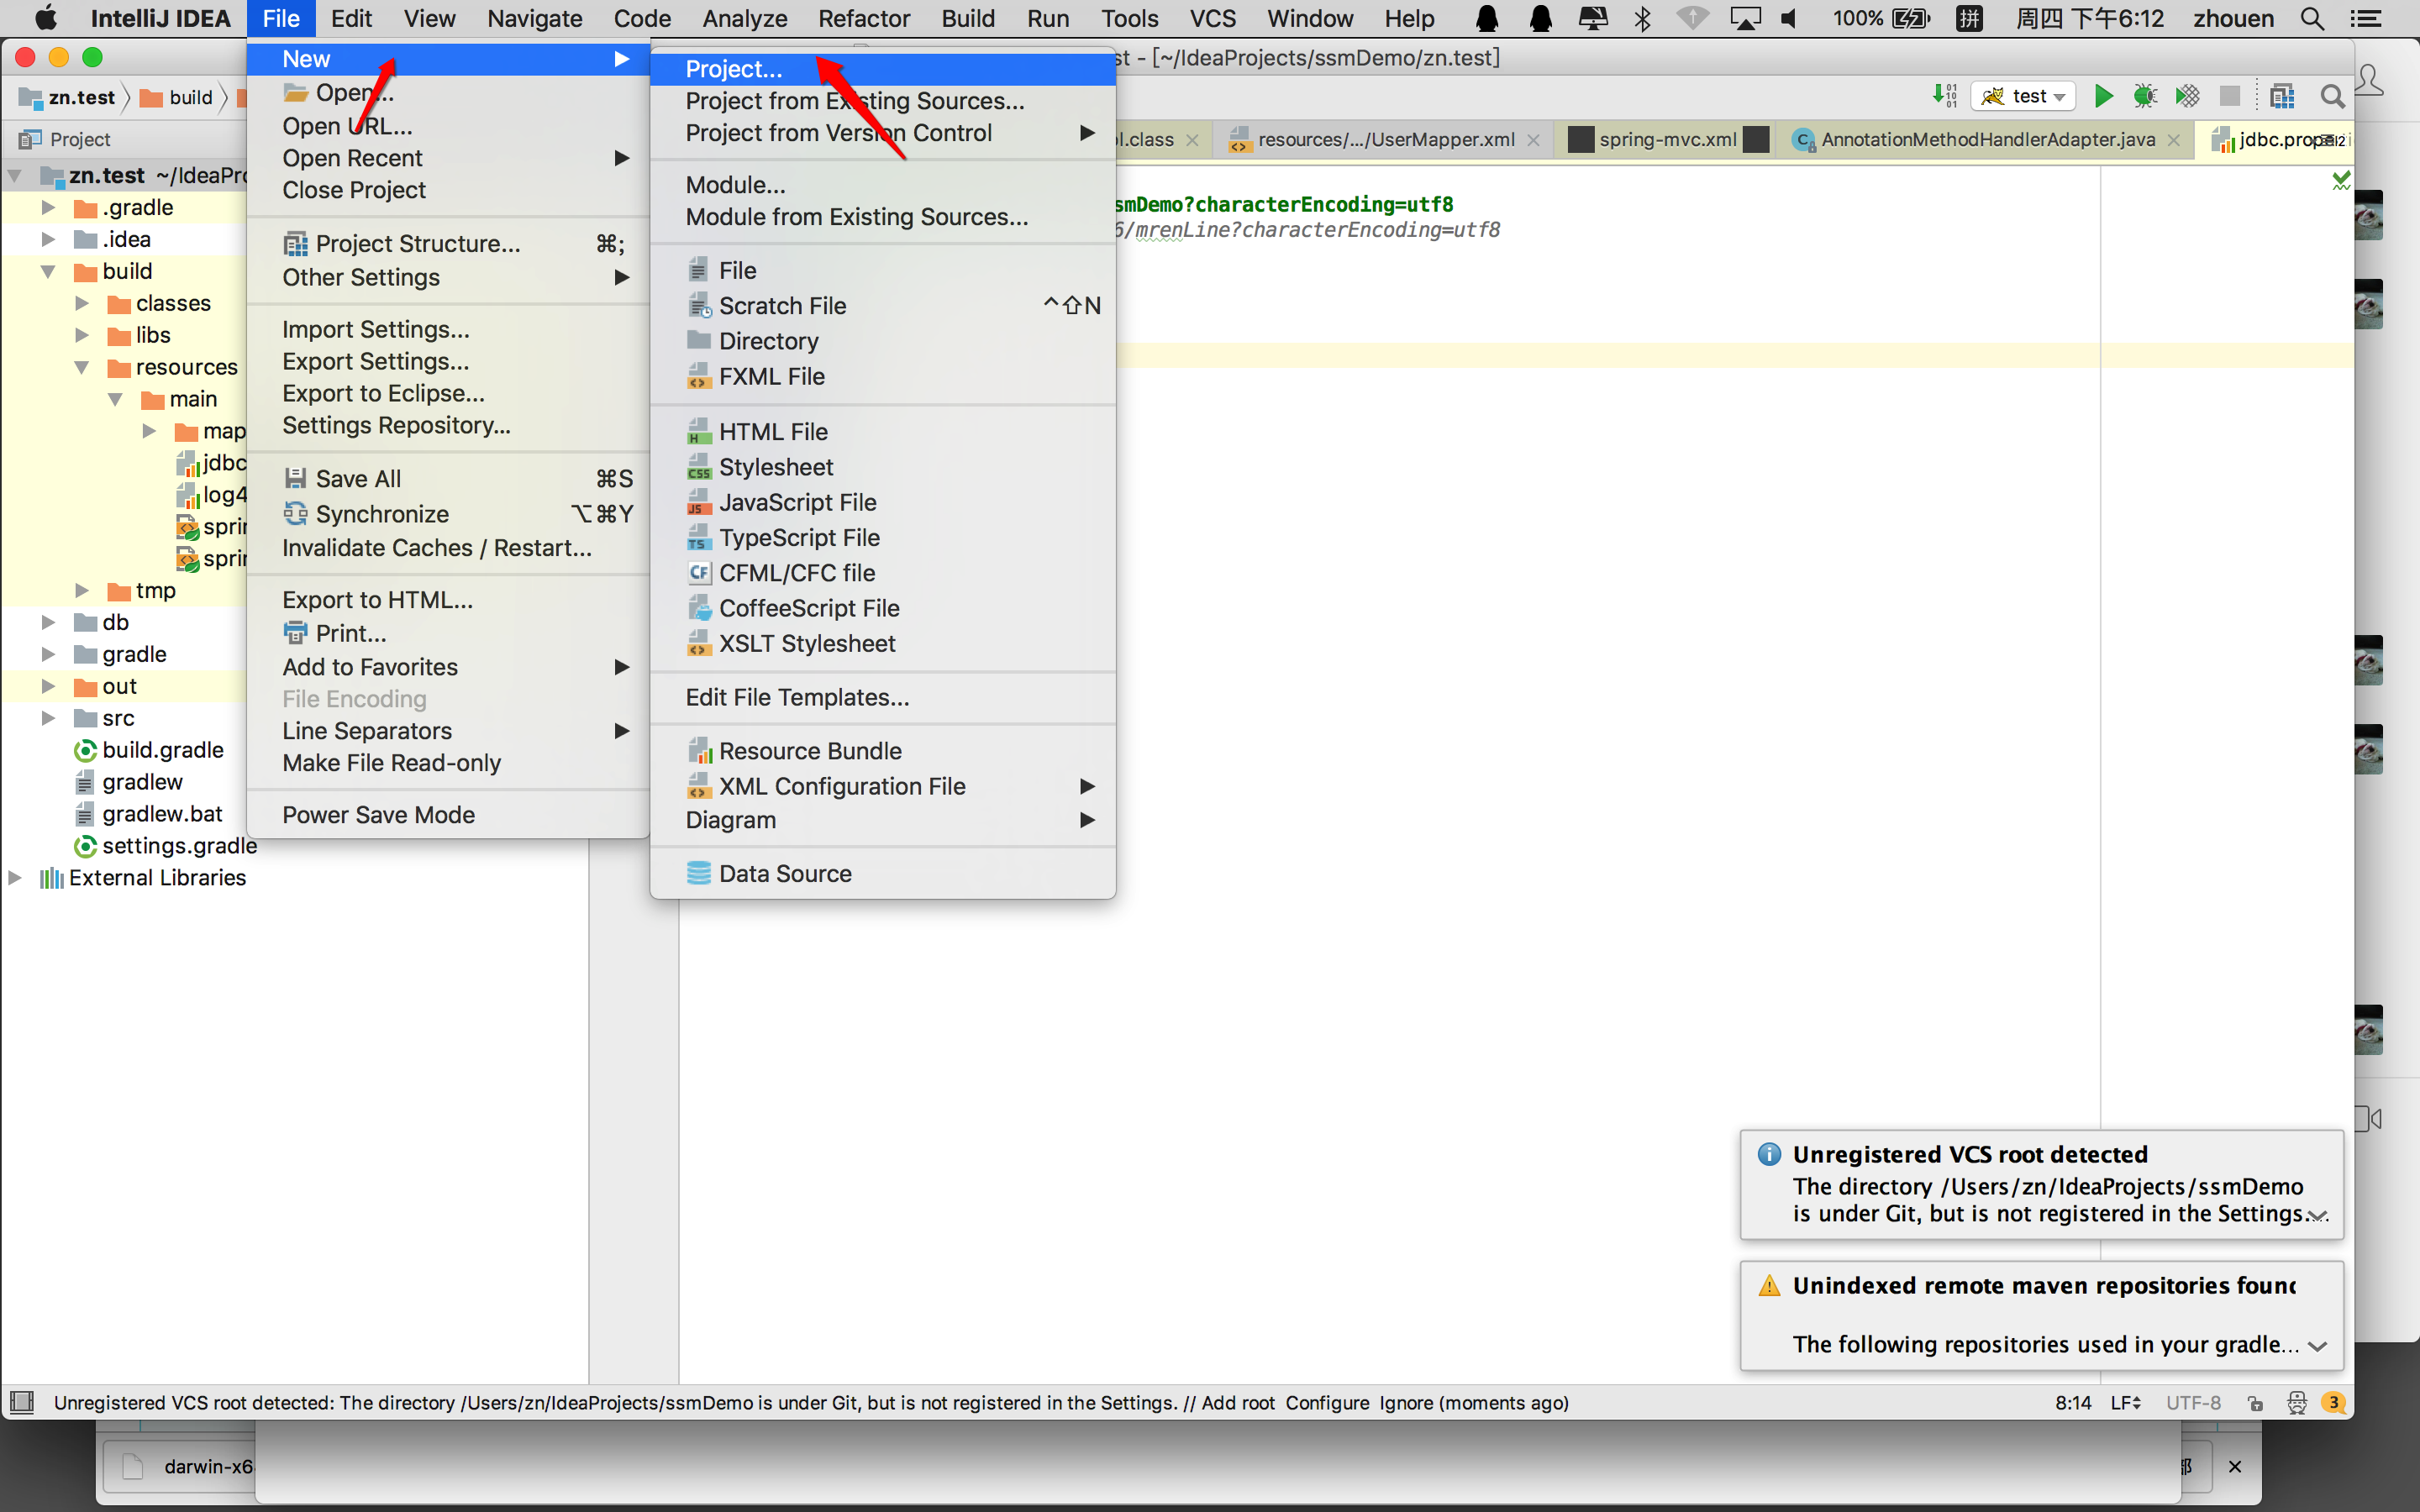 IntelliJ IDEA File Edit View Navigate Code Analyze Refactor Build Run Tools VCS Window Help 100% 拼 周四 下午6:12 zhouen
st - [~/IdeaProjects/ssmDemo/zn.test]
zn.test build
test
Project
.class resources/.../UserMapper.xml spring-mvc.xml AnnotationMethodHandlerAdapter.java
zn.test ~/IdeaPr
.gradle
.idea
build
classes
libs
resources
main
map
jdbc
log4
sprin
sprin
tmp
db
gradle
out
src
build.gradle
gradlew
gradlew.bat
settings.gradle
External Libraries
New
Open...
Open URL...
Open Recent
Close Project
Project Structure... ⌘;
Other Settings
Import Settings...
Export Settings...
Export to Eclipse...
Settings Repository...
Save All ⌘S
Synchronize ⌥⌘Y
Invalidate Caches / Restart...
Export to HTML...
Print...
Add to Favorites
File Encoding
Line Separators
Make File Read-only
Power Save Mode
Project...
Project from Existing Sources...
Project from Version Control
Module...
Module from Existing Sources...
File
Scratch File ^⇧N
Directory
FXML File
HTML File
Stylesheet
JavaScript File
TypeScript File
CFML/CFC file
CoffeeScript File
XSLT Stylesheet
Edit File Templates...
Resource Bundle
XML Configuration File
Diagram
Data Source
smDemo?characterEncoding=utf8
6/mrenLine?characterEncoding=utf8
Unregistered VCS root detected
The directory /Users/zn/IdeaProjects/ssmDemo
is under Git, but is not registered in the Settings....
Unindexed remote maven repositories found
The following repositories used in your gradle...
Unregistered VCS root detected: The directory /Users/zn/IdeaProjects/ssmDemo is under Git, but is not registered in the Settings. // Add root Configure Ignore (moments ago) 8:14 LF UTF-8 3
darwin-x6